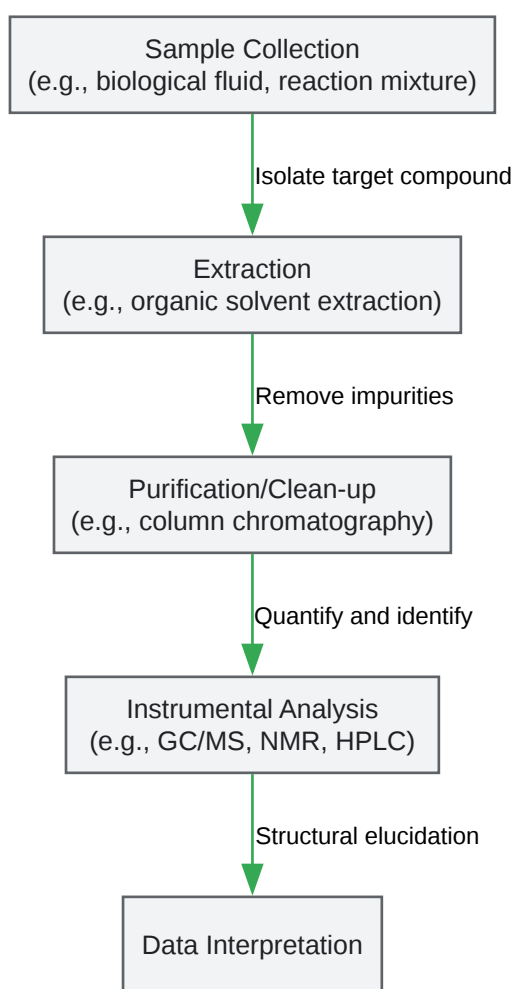 Sample Collection
(e.g., biological fluid, reaction mixture)
Isolate target compound
Extraction
(e.g., organic solvent extraction)
Remove impurities
Purification/Clean-up
(e.g., column chromatography)
Quantify and identify
Instrumental Analysis
(e.g., GC/MS, NMR, HPLC)
Structural elucidation
Data Interpretation